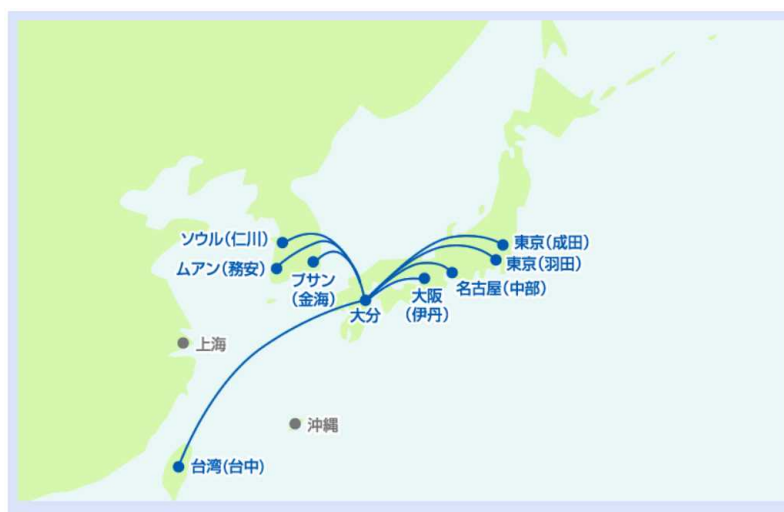 ソウル(仁川)
ムアン(務安)
プサン
(金海)
大分
大阪
(伊丹)
名古屋(中部)
東京(成田)
東京(羽田)
上海
沖縄
台湾(台中)